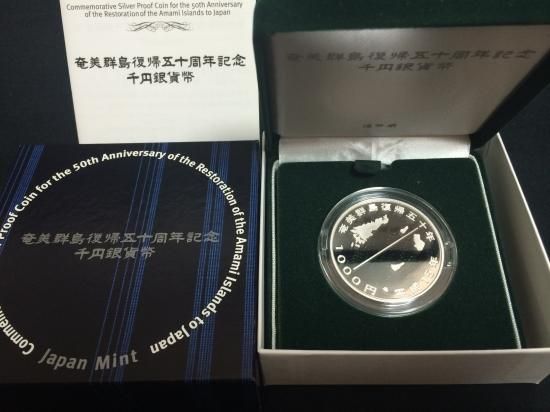 Commemorative Silver Proof Coin for the 50th Anniversary
of the Restoration of the Amami Islands to Japan
奄美群島復帰五十周年記念
千円銀貨幣
奄美群島復帰五十周年記念
千円銀貨幣
造幣局
Proof Coin for the 50th Anniversary of the Restoration of the Amami Islands to Japan
奄美群島復帰五十周年記念
千円銀貨幣
Japan Mint
奄美群島復帰五十年
1000円